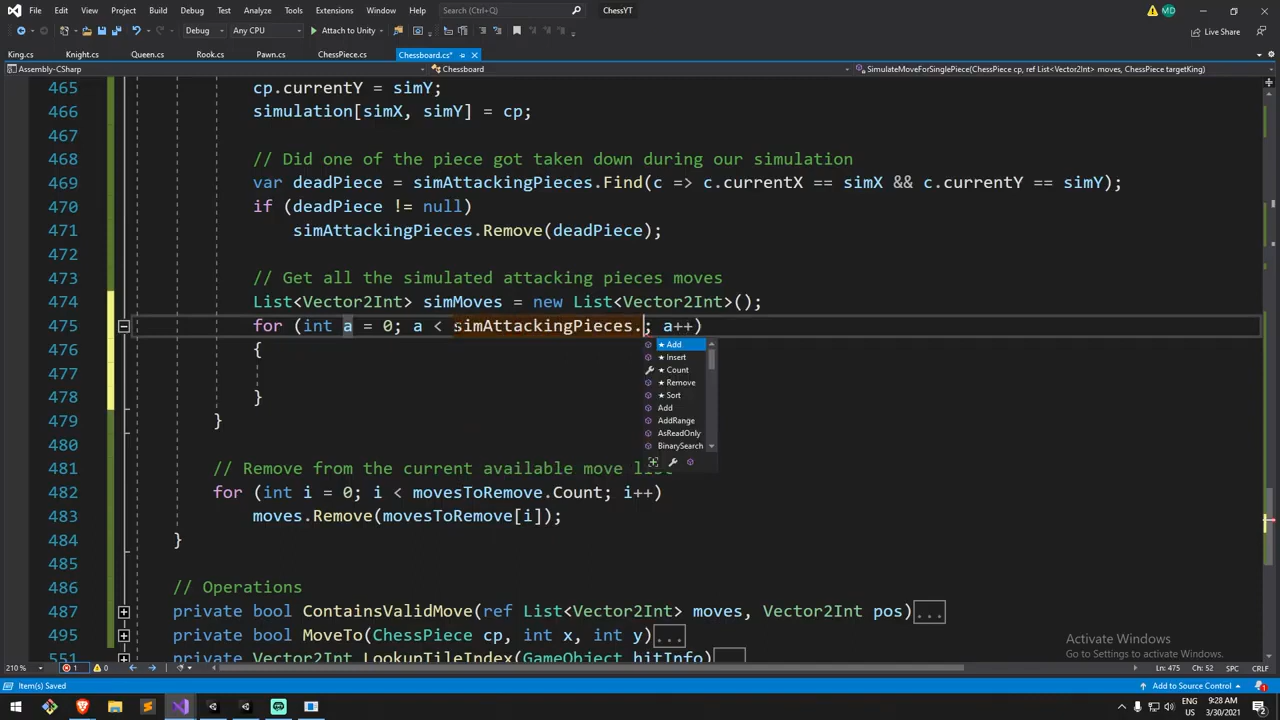 File Edit View Project Build Debug Test Analyze Tools Extensions Window Help Search (Ctrl+Q) ChessYT MD
Debug Any CPU Attach to Unity Live Share
King.cs Knight.cs Queen.cs Rook.cs Pawn.cs ChessPiece.cs Chessboard.cs*
Assembly-CSharp Chessboard SimulateMoveForSinglePiece(ChessPiece cp, ref List<Vector2Int> moves, ChessPiece targetKing)
465 cp.currentY = simY;
466 simulation[simX, simY] = cp;
467
468 // Did one of the piece got taken down during our simulation
469 var deadPiece = simAttackingPieces.Find(c => c.currentX == simX && c.currentY == simY);
470 if (deadPiece != null)
471 simAttackingPieces.Remove(deadPiece);
472
473 // Get all the simulated attacking pieces moves
474 List<Vector2Int> simMoves = new List<Vector2Int>();
475 for (int a = 0; a < simAttackingPieces.; a++)
476 {
477
478 }
479 }
480
481 // Remove from the current available move list
482 for (int i = 0; i < movesToRemove.Count; i++)
483 moves.Remove(movesToRemove[i]);
484 }
485
486 // Operations
487 private bool ContainsValidMove(ref List<Vector2Int> moves, Vector2Int pos)...
495 private bool MoveTo(ChessPiece cp, int x, int y)...
551 private Vector2Int LookupTileIndex(GameObject hitInfo)...
★ Add
★ Insert
★ Count
★ Remove
★ Sort
Add
AddRange
AsReadOnly
BinarySearch
Activate Windows
Go to Settings to activate Windows.
210 % 1 0 Ln: 475 Ch: 52 SPC CRLF
Item(s) Saved Add to Source Control 1
ENG 9:28 AM
US 3/30/2021 2